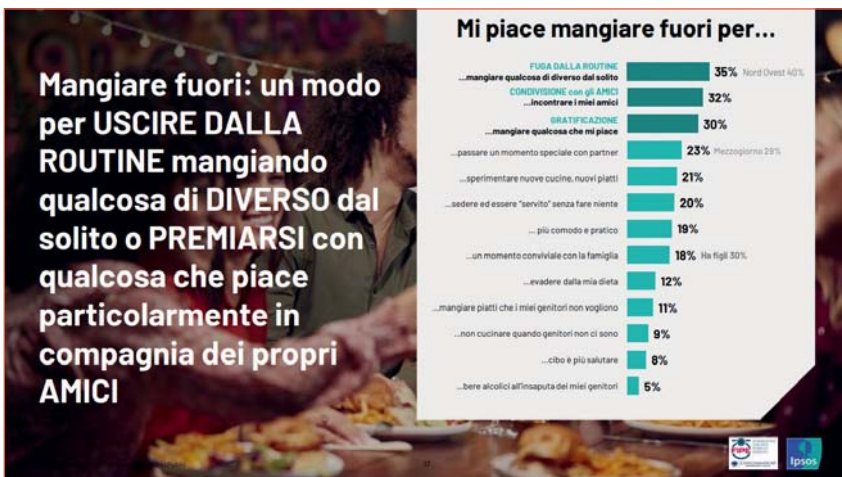 Mangiare fuori: un modo
per USCIRE DALLA
ROUTINE mangiando
qualcosa di DIVERSO dal
solito o PREMIARSI con
qualcosa che piace
particolarmente in
compagnia dei propri
AMICI
Mi piace mangiare fuori per...
FUGA DALLA ROUTINE
...mangiare qualcosa di diverso dal solito
35% Nord Ovest 40%
CONDIVISIONE con gli AMICI
...incontrare i miei amici
32%
GRATIFICAZIONE
...mangiare qualcosa che mi piace
30%
...passare un momento speciale con partner 23% Mezzogiorno 29%
...sperimentare nuove cucine, nuovi piatti 21%
...sedere ed essere "servito" senza fare niente 20%
... più comodo e pratico 19%
...un momento conviviale con la famiglia 18% Ha figli 30%
...evadere dalla mia dieta 12%
...mangiare piatti che i miei genitori non vogliono 11%
...non cucinare quando genitori non ci sono 9%
...cibo è più salutare 8%
...bere alcolici all'insaputa dei miei genitori 5%
FIPE
Ipsos